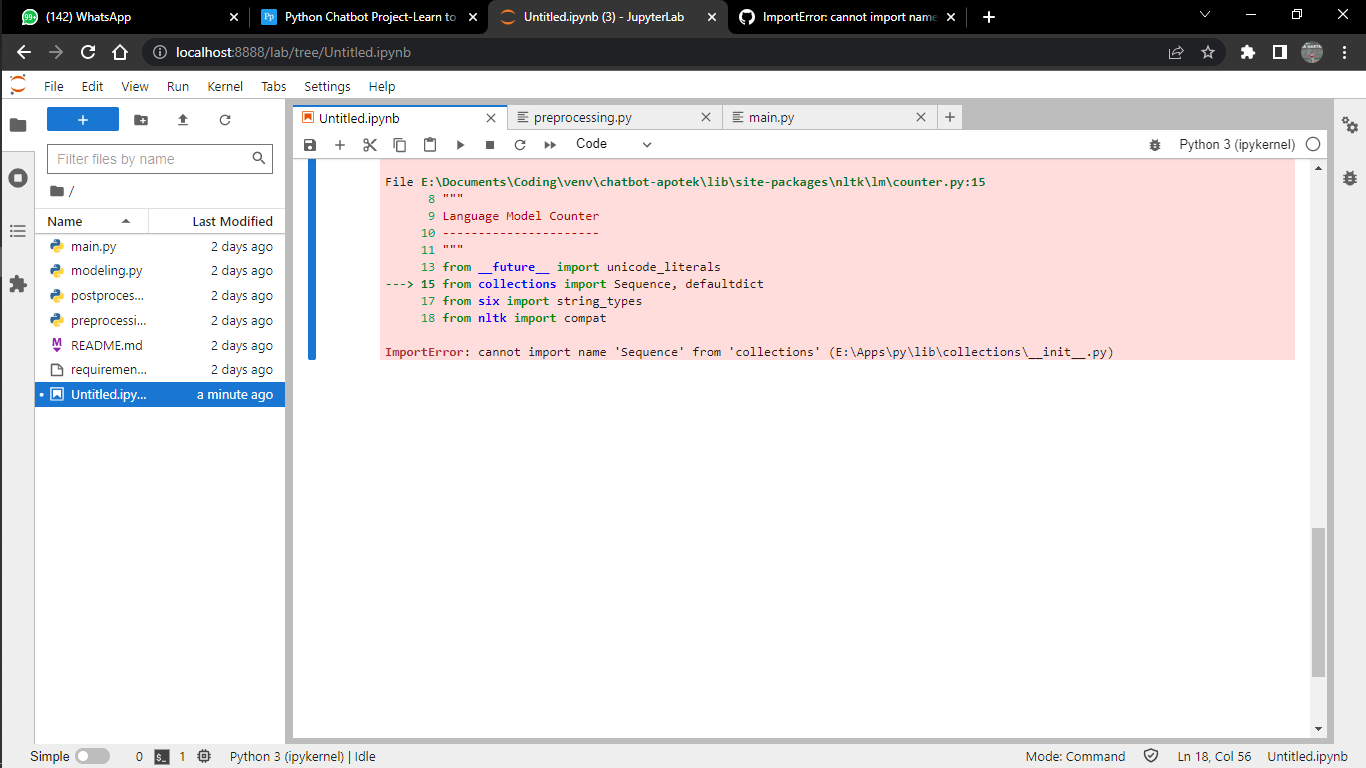 (142) WhatsApp
Python Chatbot Project-Learn to
Untitled.ipynb (3) - JupyterLab
ImportError: cannot import name
localhost:8888/lab/tree/Untitled.ipynb
File Edit View Run Kernel Tabs Settings Help
Untitled.ipynb
preprocessing.py
main.py
Code
Python 3 (ipykernel)
Filter files by name
/
Name Last Modified
main.py 2 days ago
modeling.py 2 days ago
postproces... 2 days ago
preprocessi... 2 days ago
README.md 2 days ago
requiremen... 2 days ago
Untitled.ipy... a minute ago
File E:\Documents\Coding\venv\chatbot-apotek\lib\site-packages\nltk\lm\counter.py:15
8 """
9 Language Model Counter
10 ----------------------
11 """
13 from __future__ import unicode_literals
---> 15 from collections import Sequence, defaultdict
17 from six import string_types
18 from nltk import compat
ImportError: cannot import name 'Sequence' from 'collections' (E:\Apps\py\lib\collections\__init__.py)
Simple 0 1 Python 3 (ipykernel) | Idle Mode: Command Ln 18, Col 56 Untitled.ipynb